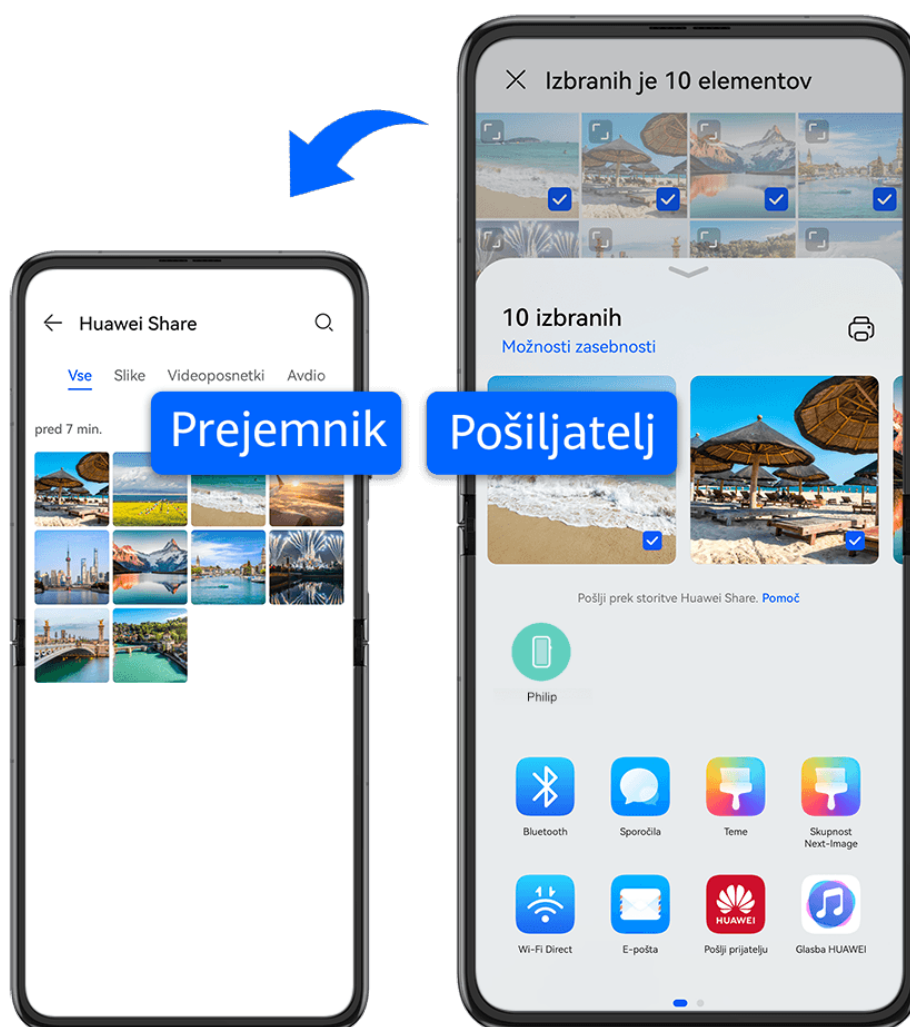 Izbranih je 10 elementov
Huawei Share
Vse Slike Videoposnetki Avdio
pred 7 min.
Prejemnik
Pošiljatelj
10 izbranih
Možnosti zasebnosti
Pošlji prek storitve Huawei Share. Pomoč
Philip
Bluetooth
Sporočila
Teme
Skupnost
Next-Image
Wi-Fi Direct
E-pošta
HUAWEI
Pošlji prijatelju
Glasba HUAWEI